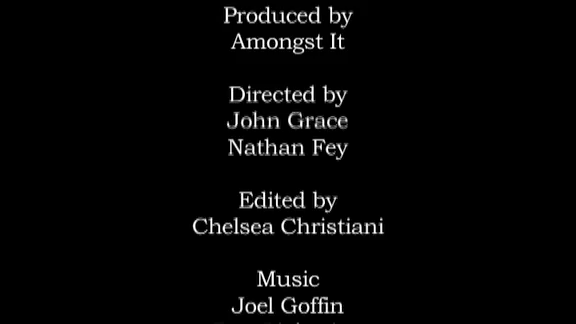 Produced by
Amongst It
Directed by
John Grace
Nathan Fey
Edited by
Chelsea Christiani
Music
Joel Goffin